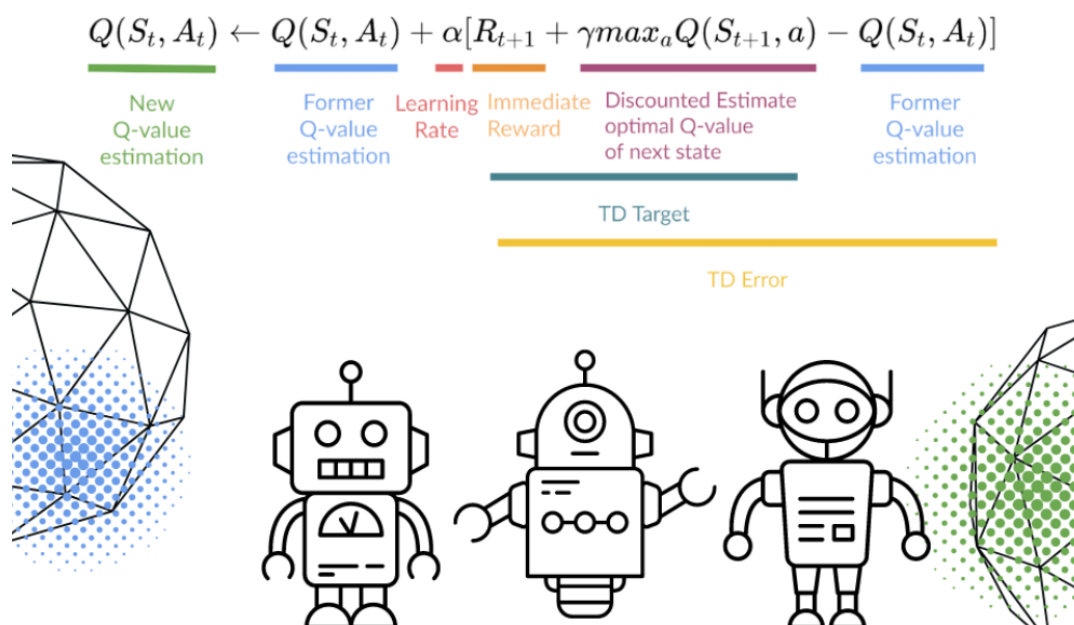 Q(S_t, A_t) ← Q(S_t, A_t) + α[R_{t+1} + γmax_aQ(S_{t+1}, a) − Q(S_t, A_t)]
New
Q-value
estimation
Former
Q-value
estimation
Learning
Rate
Immediate
Reward
Discounted Estimate
optimal Q-value
of next state
Former
Q-value
estimation
TD Target
TD Error